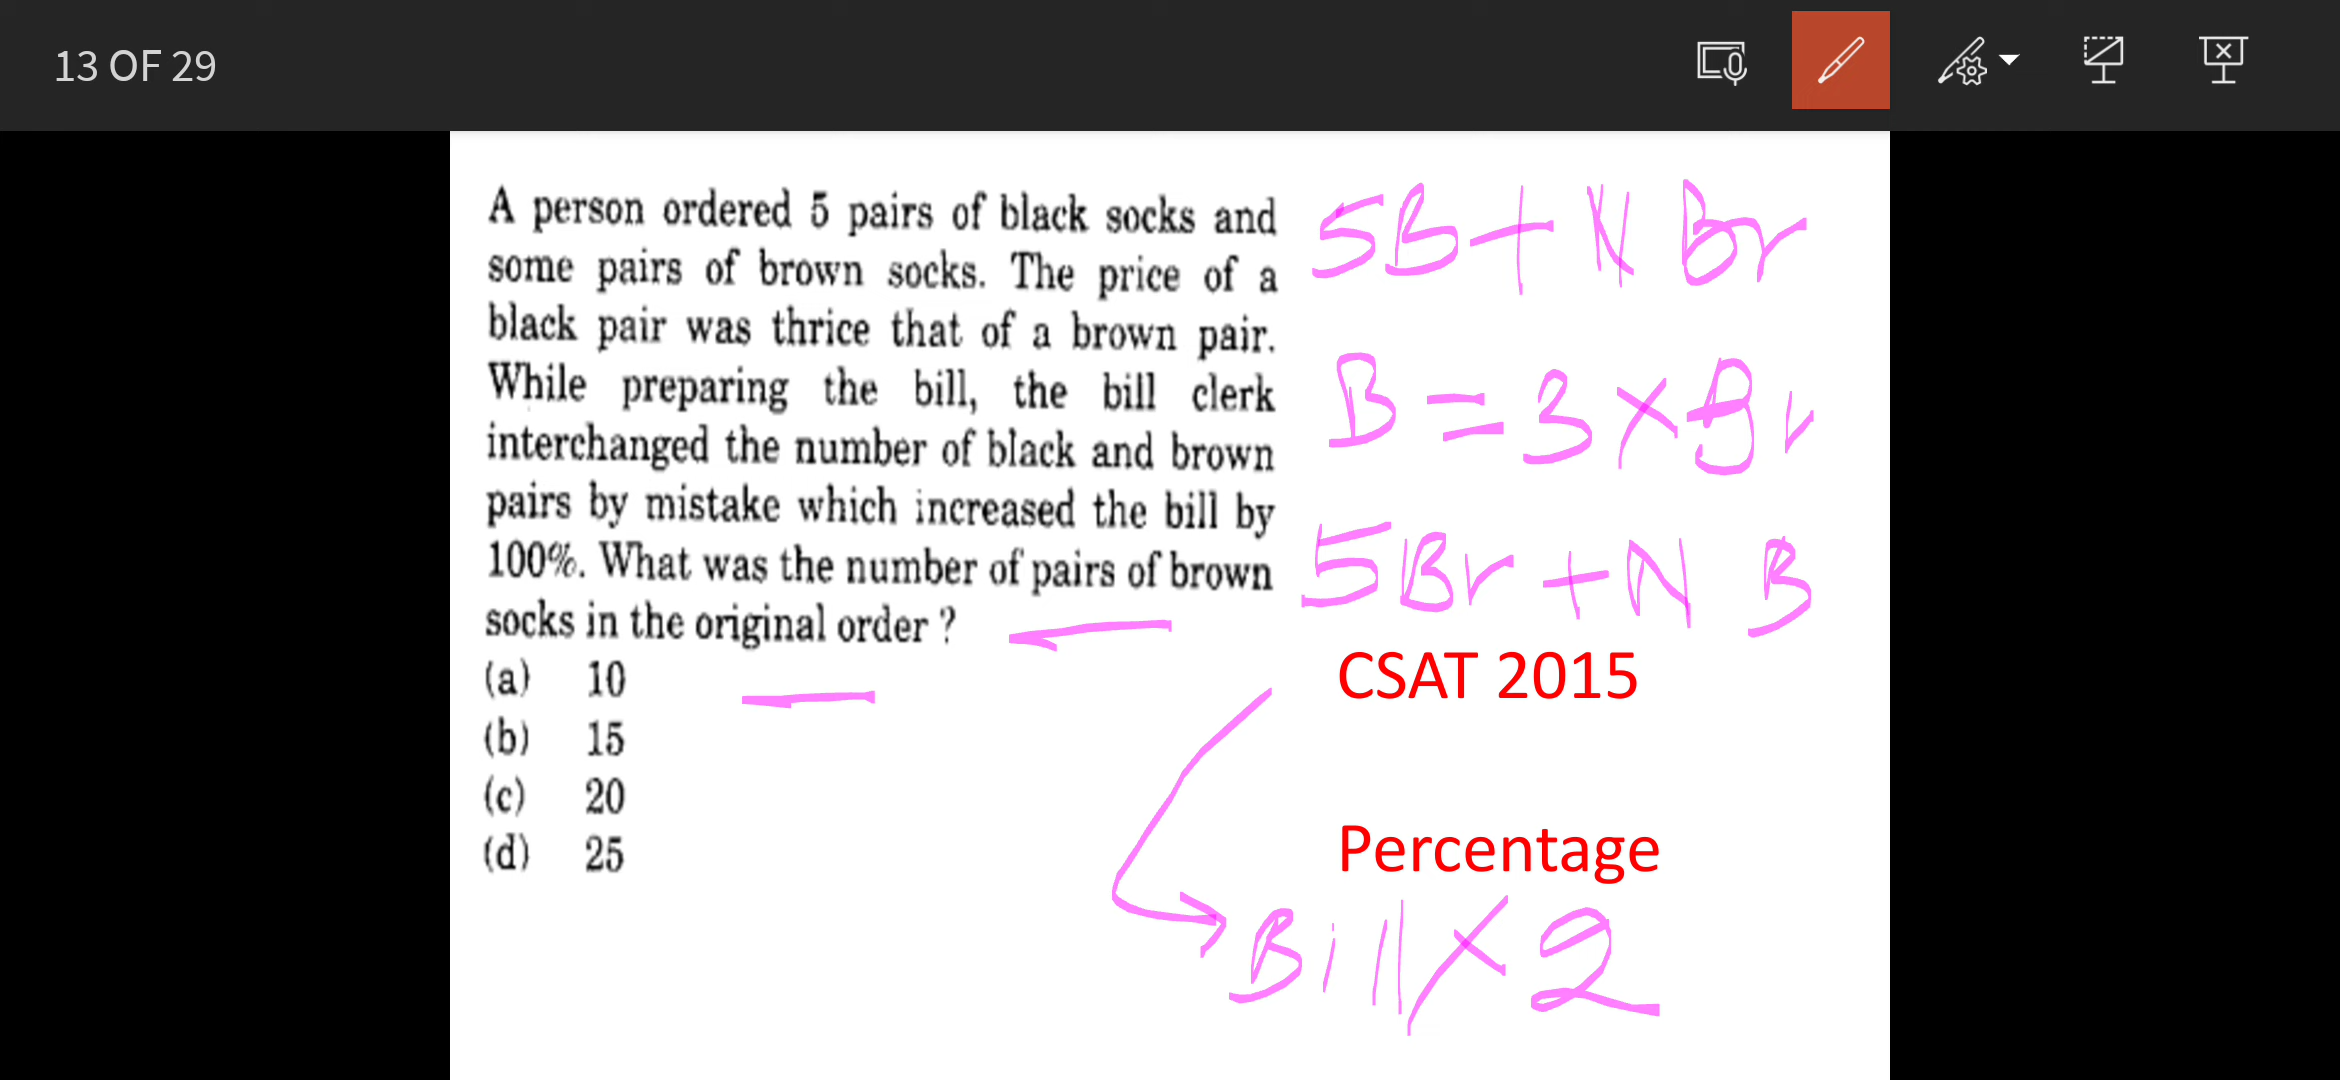 13 OF 29
A person ordered 5 pairs of black socks and
some pairs of brown socks. The price of a
black pair was thrice that of a brown pair.
While preparing the bill, the bill clerk
interchanged the number of black and brown
pairs by mistake which increased the bill by
100%. What was the number of pairs of brown
socks in the original order ?
(a) 10
(b) 15
(c) 20
(d) 25
5B + N Br
B = 3 × Br
5Br + N B
CSAT 2015
Percentage
Bill × 2